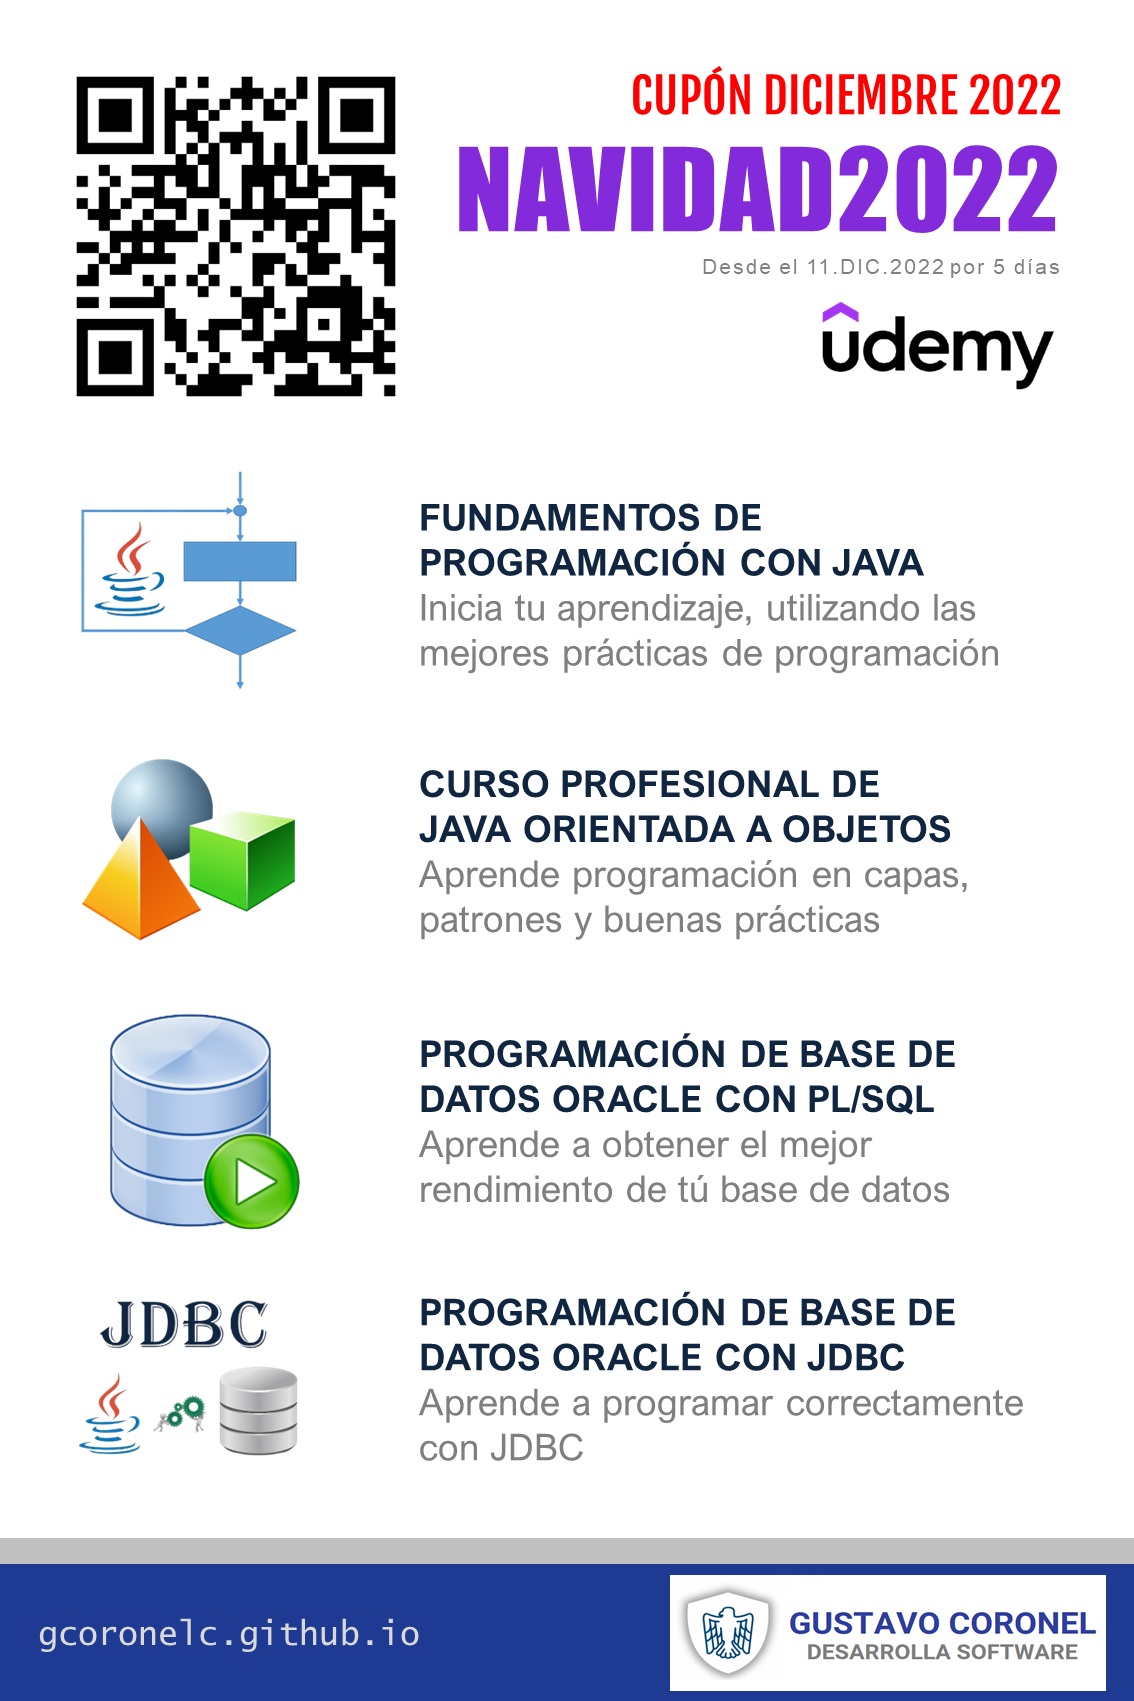 CUPÓN DICIEMBRE 2022
NAVIDAD2022
Desde el 11.DIC.2022 por 5 días
udemy
FUNDAMENTOS DE
PROGRAMACIÓN CON JAVA
Inicia tu aprendizaje, utilizando las
mejores prácticas de programación
CURSO PROFESIONAL DE
JAVA ORIENTADA A OBJETOS
Aprende programación en capas,
patrones y buenas prácticas
PROGRAMACIÓN DE BASE DE
DATOS ORACLE CON PL/SQL
Aprende a obtener el mejor
rendimiento de tú base de datos
JDBC
PROGRAMACIÓN DE BASE DE
DATOS ORACLE CON JDBC
Aprende a programar correctamente
con JDBC
gcoronelc.github.io
GUSTAVO CORONEL
DESARROLLA SOFTWARE